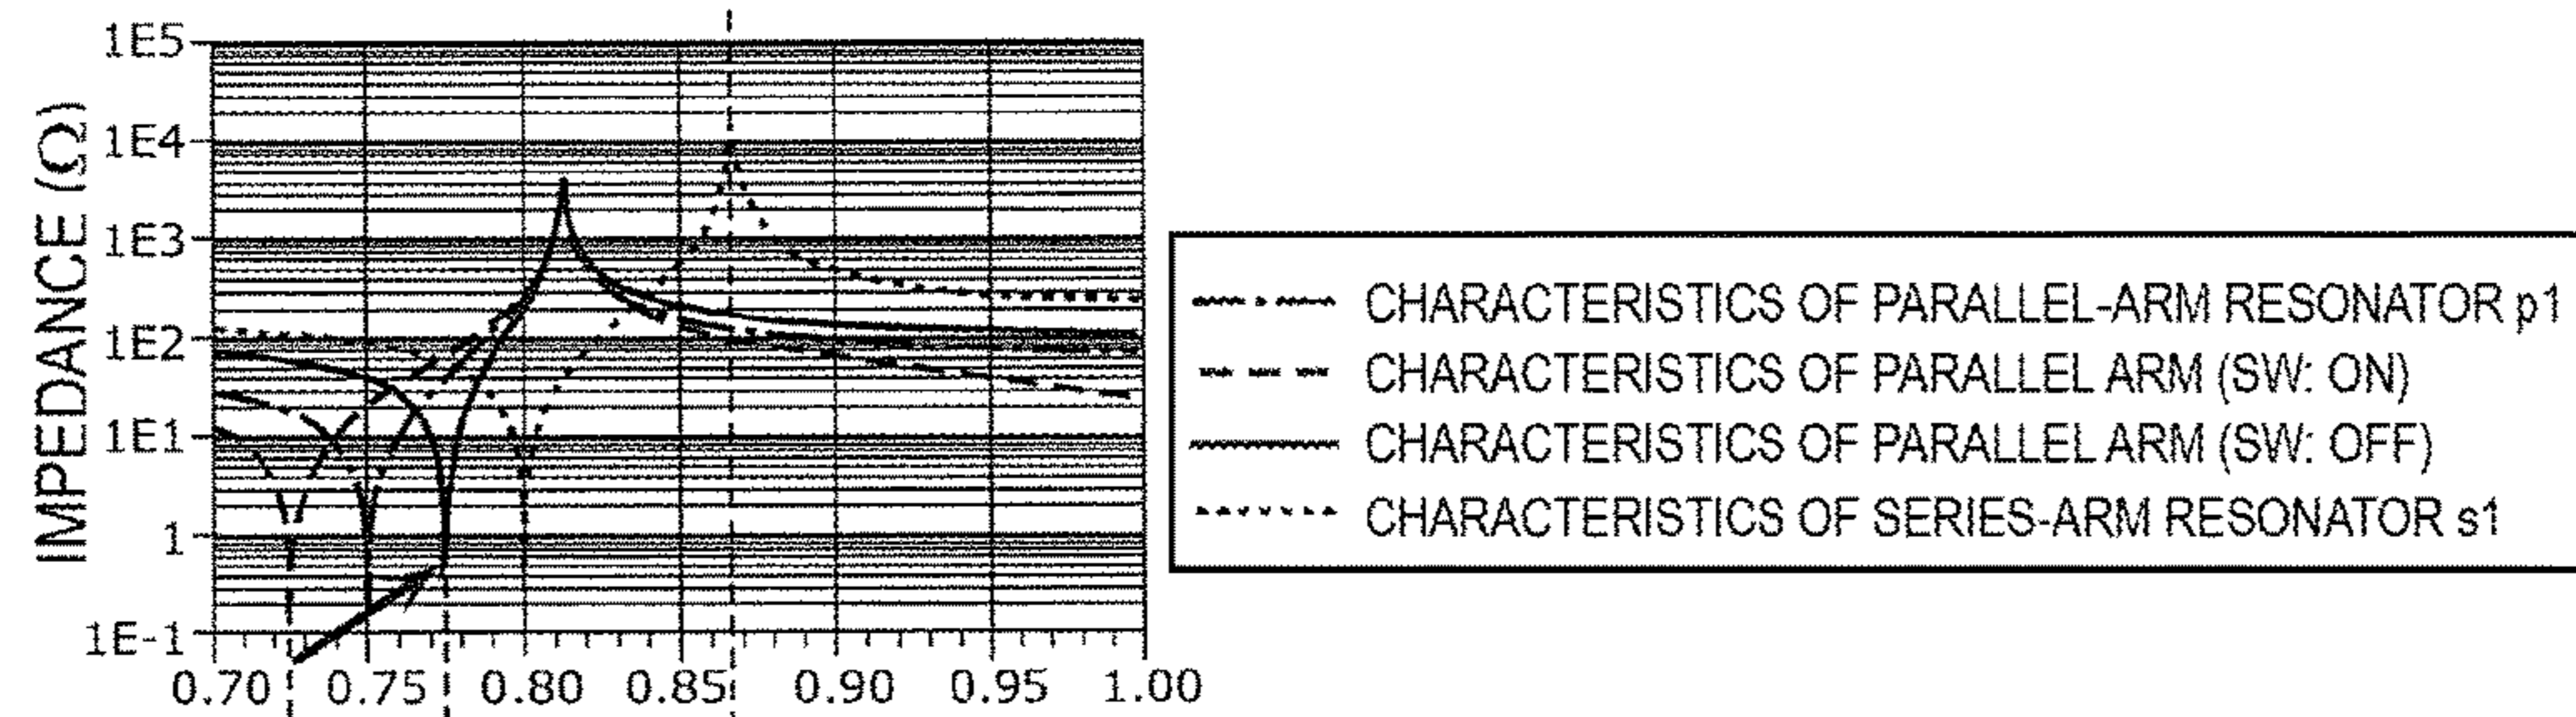 IMPEDANCE (Ω)
1E5
1E4
1E3
1E2
1E1
1
1E-1
0.70 0.75 0.80 0.85 0.90 0.95 1.00
CHARACTERISTICS OF PARALLEL-ARM RESONATOR p1
CHARACTERISTICS OF PARALLEL ARM (SW: ON)
CHARACTERISTICS OF PARALLEL ARM (SW: OFF)
CHARACTERISTICS OF SERIES-ARM RESONATOR s1